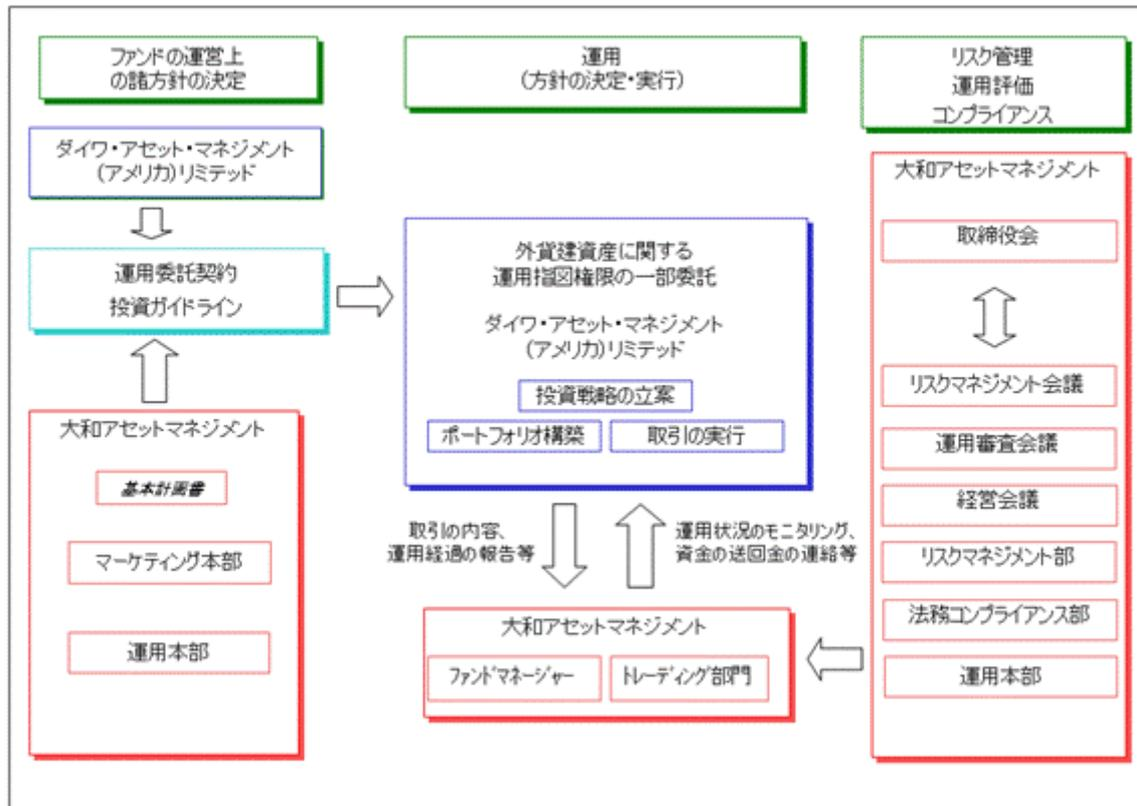 ファンドの運営上
の諸方針の決定
ダイワ・アセット・マネジメント
(アメリカ)リミテッド
運用委託契約
投資ガイドライン
大和アセットマネジメント
基本計画書
マーケティング本部
運用本部
運用
(方針の決定・実行)
外貨建資産に関する
運用指図権限の一部委託
ダイワ・アセット・マネジメント
(アメリカ)リミテッド
投資戦略の立案
ポートフォリオ構築
取引の実行
取引の内容、
運用経過の報告等
運用状況のモニタリング、
資金の送回金の連絡等
大和アセットマネジメント
ファンドマネージャー
トレーディング部門
リスク管理
運用評価
コンプライアンス
大和アセットマネジメント
取締役会
リスクマネジメント会議
運用審査会議
経営会議
リスクマネジメント部
法務コンプライアンス部
運用本部